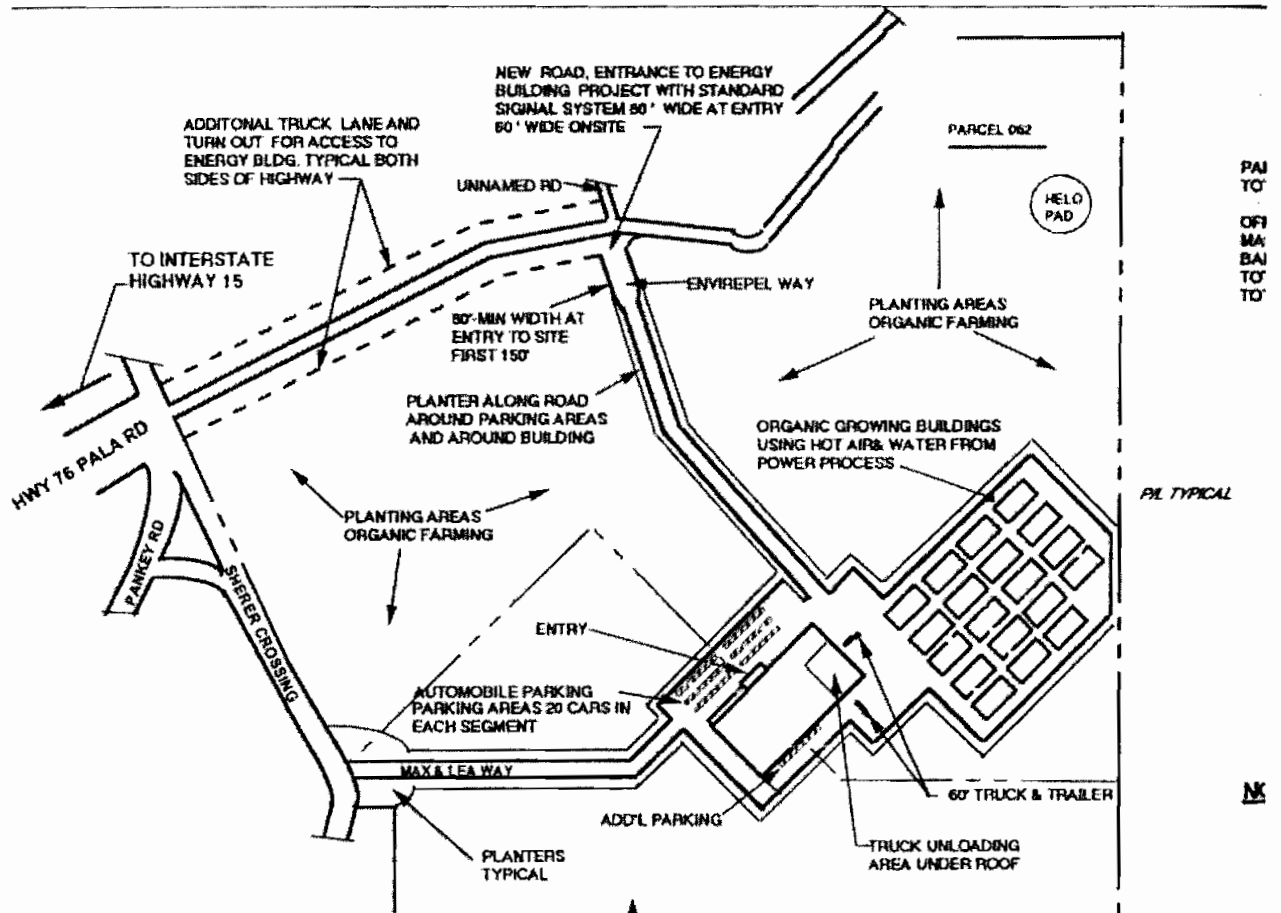 NEW ROAD, ENTRANCE TO ENERGY
BUILDING PROJECT WITH STANDARD
SIGINAL SYSTEM 80' WIDE AT ENTRY
60' WIDE ONSITE
ADDITONAL TRUCK LANE AND
TURN OUT FOR ACCESS TO
ENERGY BLDG. TYPICAL BOTH
SIDES OF HIGHWAY
PARCEL 062
UNNAMED RD
HELO
PAD
TO INTERSTATE
HIGHWAY 15
ENVIREPEL WAY
PLANTING AREAS
ORGANIC FARMING
80'-MIN WIDTH AT
ENTRY TO SITE
FIRST 150'
PLANTER ALONG ROAD
AROUND PARKING AREAS
AND AROUND BUILDING
ORGANIC GROWING BUILDINGS
USING HOT AIR& WATER FROM
POWER PROCESS
HWY 76 PALA RD
P/L TYPICAL
PLANTING AREAS
ORGANIC FARMING
PANKEY RD
SHERER CROSSING
ENTRY
AUTOMOBILE PARKING
PARKING AREAS 20 CARS IN
EACH SEGMENT
MAX & LEA WAY
60' TRUCK & TRAILER
ADD'L PARKING
TRUCK UNLOADING
AREA UNDER ROOF
PLANTERS
TYPICAL